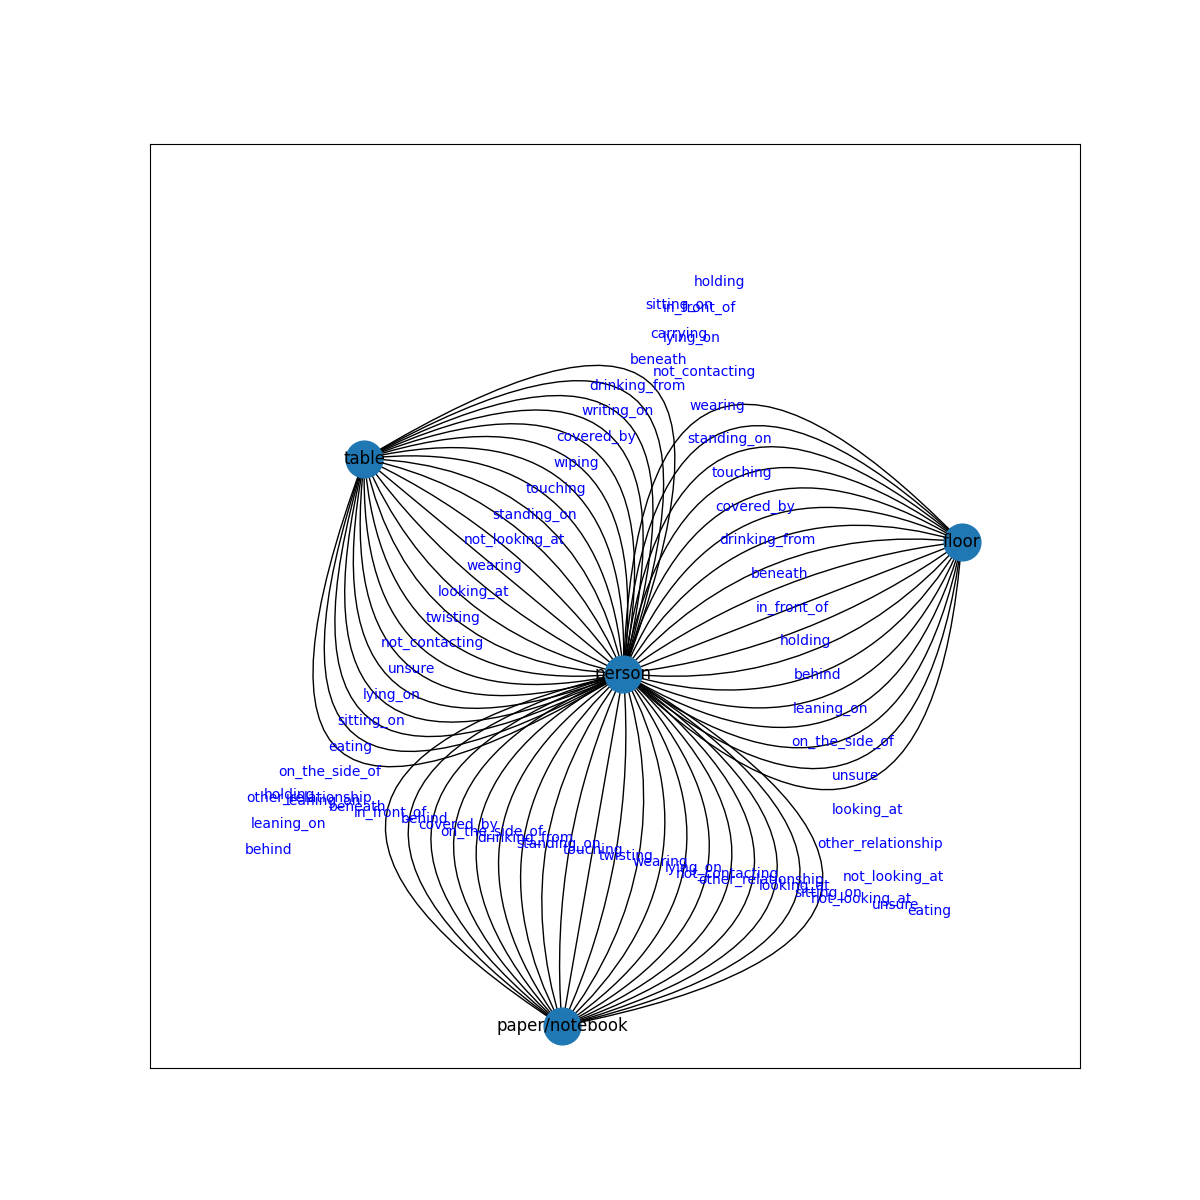 holding
sitting_on
in_front_of
carrying
lying_on
beneath
not_contacting
drinking_from
wearing
writing_on
covered_by
standing_on
table
wiping
touching
touching
covered_by
standing_on
not_looking_at
drinking_from
floor
wearing
beneath
looking_at
in_front_of
twisting
not_contacting
holding
unsure
person
behind
lying_on
leaning_on
sitting_on
on_the_side_of
eating
on_the_side_of
unsure
holding
other_relationship
leaning_on
beneath
in_front_of
looking_at
behind
leaning_on
covered_by
on_the_side_of
drinking_from
standing_on
other_relationship
behind
touching
twisting
wearing
lying_on
not_contacting
not_looking_at
other_relationship
looking_at
sitting_on
not_looking_at
unsure
eating
paper/notebook